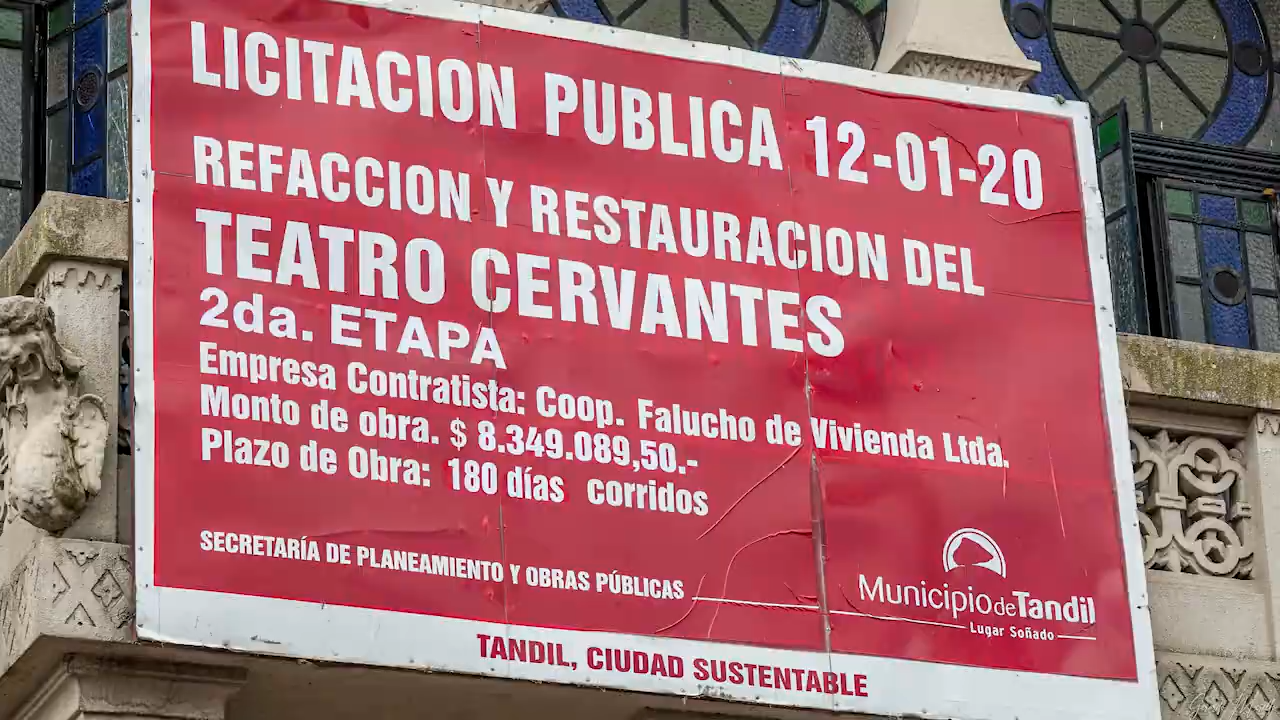 LICITACION PUBLICA 12-01-20
REFACCION Y RESTAURACION DEL
TEATRO CERVANTES
2da. ETAPA
Empresa Contratista: Coop. Falucho de Vivienda Ltda.
Monto de obra. $ 8.349.089,50.-
Plazo de Obra: 180 días corridos
SECRETARÍA DE PLANEAMIENTO Y OBRAS PÚBLICAS
Municipio de Tandil
Lugar Soñado
TANDIL, CIUDAD SUSTENTABLE